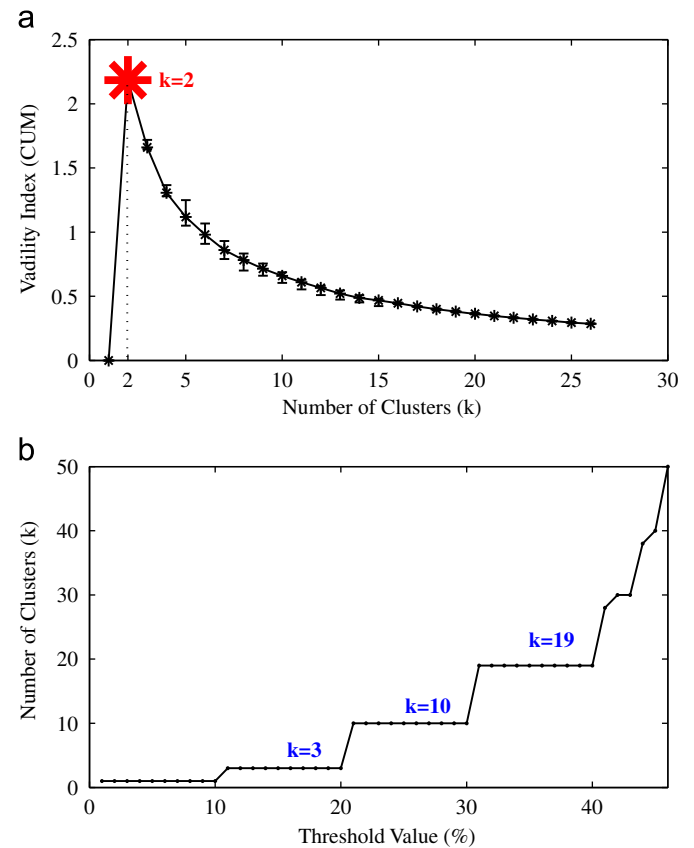 a
2.5
2
1.5
1
0.5
0
k=2
Vadility Index (CUM)
0 2 5 10 15 20 25 30
Number of Clusters (k)
b
50
40
30
20
10
0
k=19
k=10
k=3
Number of Clusters (k)
0 10 20 30 40
Threshold Value (%)